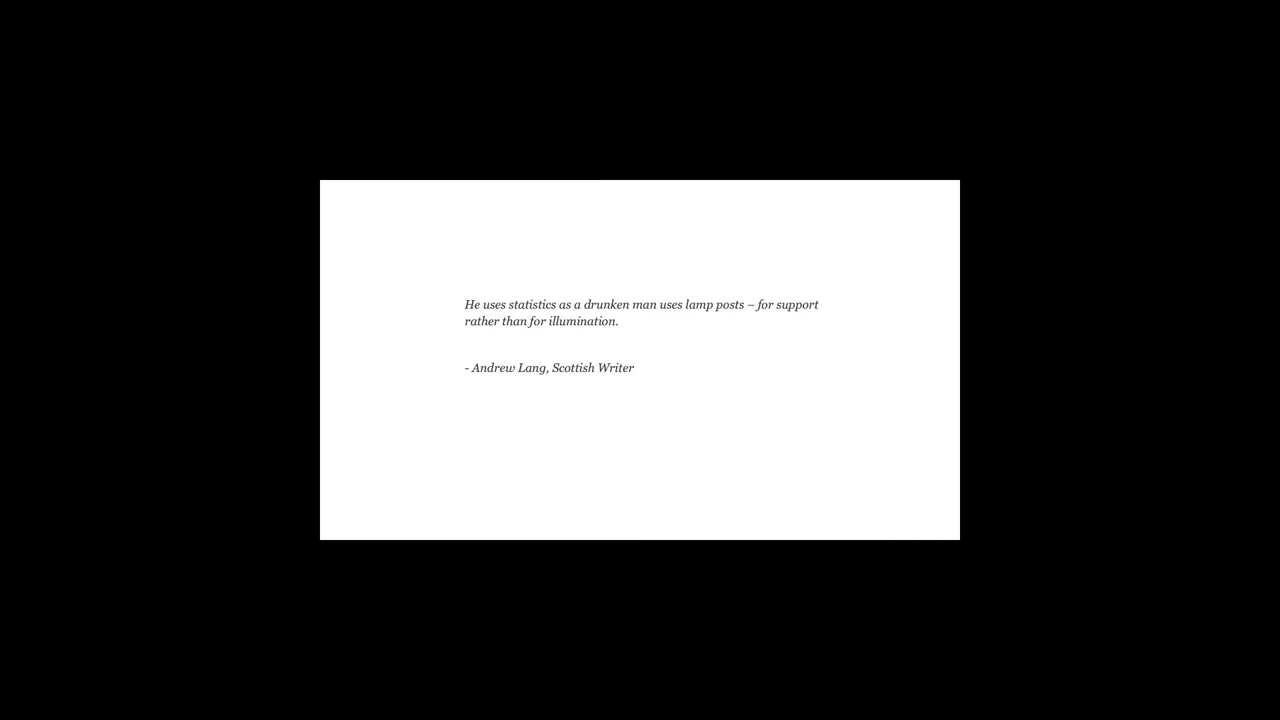 He uses statistics as a drunken man uses lamp posts – for support
rather than for illumination.
- Andrew Lang, Scottish Writer